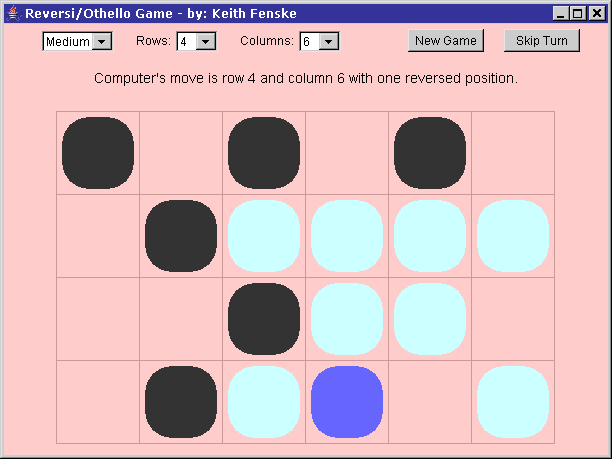 Reversi/Othello Game - by: Keith Fenske
Medium Rows: 4 Columns: 6 New Game Skip Turn
Computer's move is row 4 and column 6 with one reversed position.